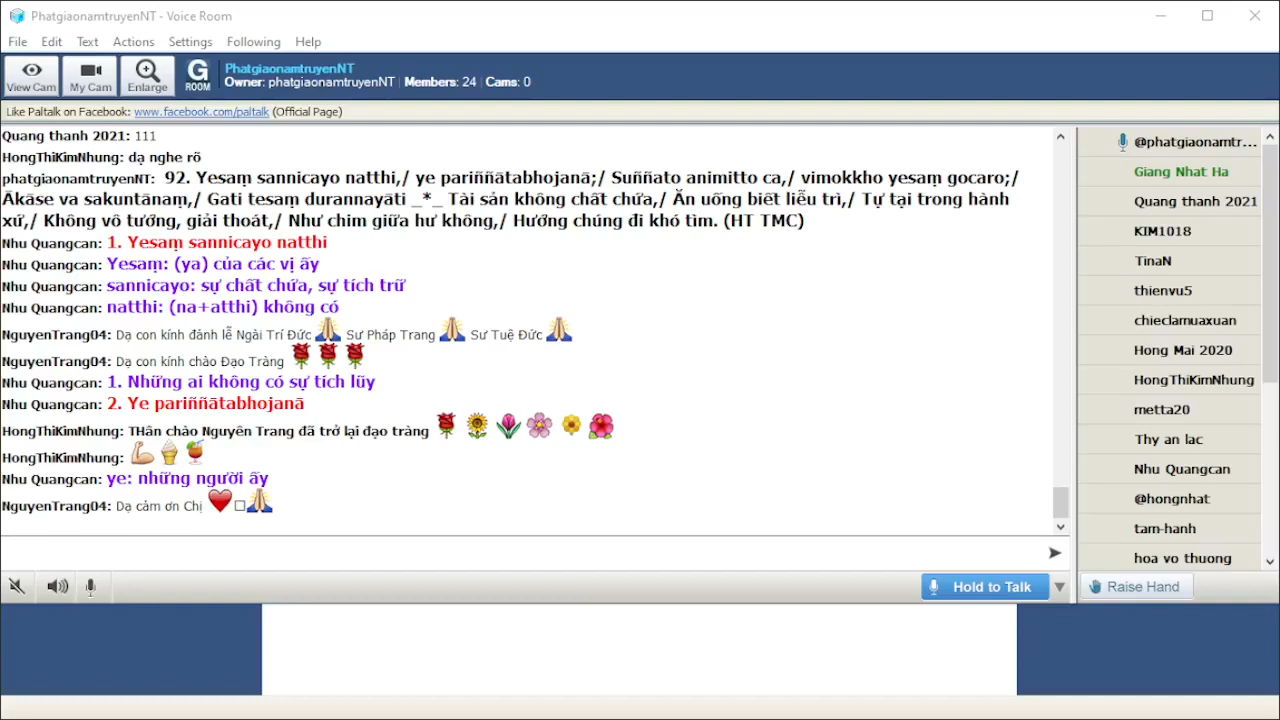 PhatgiaonamtruyenNT - Voice Room
File Edit Text Actions Settings Following Help
View Cam My Cam Enlarge G ROOM
PhatgiaonamtruyenNT
Owner: phatgiaonamtruyenNT | Members: 24 | Cams: 0
Like Paltalk on Facebook: www.facebook.com/paltalk (Official Page)
Quang thanh 2021: 111
HongThiKimNhung: dạ nghe rõ
phatgiaonamtruyenNT: 92. Yesaṃ sannicayo natthi,/ ye pariññātabhojanā;/ Suññato animitto ca,/ vimokkho yesaṃ gocaro;/
Ākāse va sakuntānaṃ,/ Gati tesaṃ durannayāti _*_ Tài sản không chất chứa,/ Ăn uống biết liễu tri,/ Tự tại trong hành
xứ,/ Không vô tướng, giải thoát,/ Như chim giữa hư không,/ Hướng chúng đi khó tìm. (HT TMC)
Nhu Quangcan: 1. Yesaṃ sannicayo natthi
Nhu Quangcan: Yesaṃ: (ya) của các vị ấy
Nhu Quangcan: sannicayo: sự chất chứa, sự tích trữ
Nhu Quangcan: natthi: (na+atthi) không có
NguyenTrang04: Dạ con kính đảnh lễ Ngài Trí Đức 🙏 Sư Pháp Trang 🙏 Sư Tuệ Đức 🙏
NguyenTrang04: Dạ con kính chào Đạo Tràng 🌹 🌹 🌹
Nhu Quangcan: 1. Những ai không có sự tích lũy
Nhu Quangcan: 2. Ye pariññātabhojanā
HongThiKimNhung: THân chào Nguyên Trang đã trở lại đạo tràng
HongThiKimNhung:
Nhu Quangcan: ye: những người ấy
NguyenTrang04: Dạ cảm ơn Chị
@phatgiaonamtr...
Giang Nhat Ha
Quang thanh 2021
KIM1018
TinaN
thienvu5
chieclamuaxuan
Hong Mai 2020
HongThiKimNhung
metta20
Thy an lac
Nhu Quangcan
@hongnhat
tam-hanh
hoa vo thuong
Hold to Talk
Raise Hand